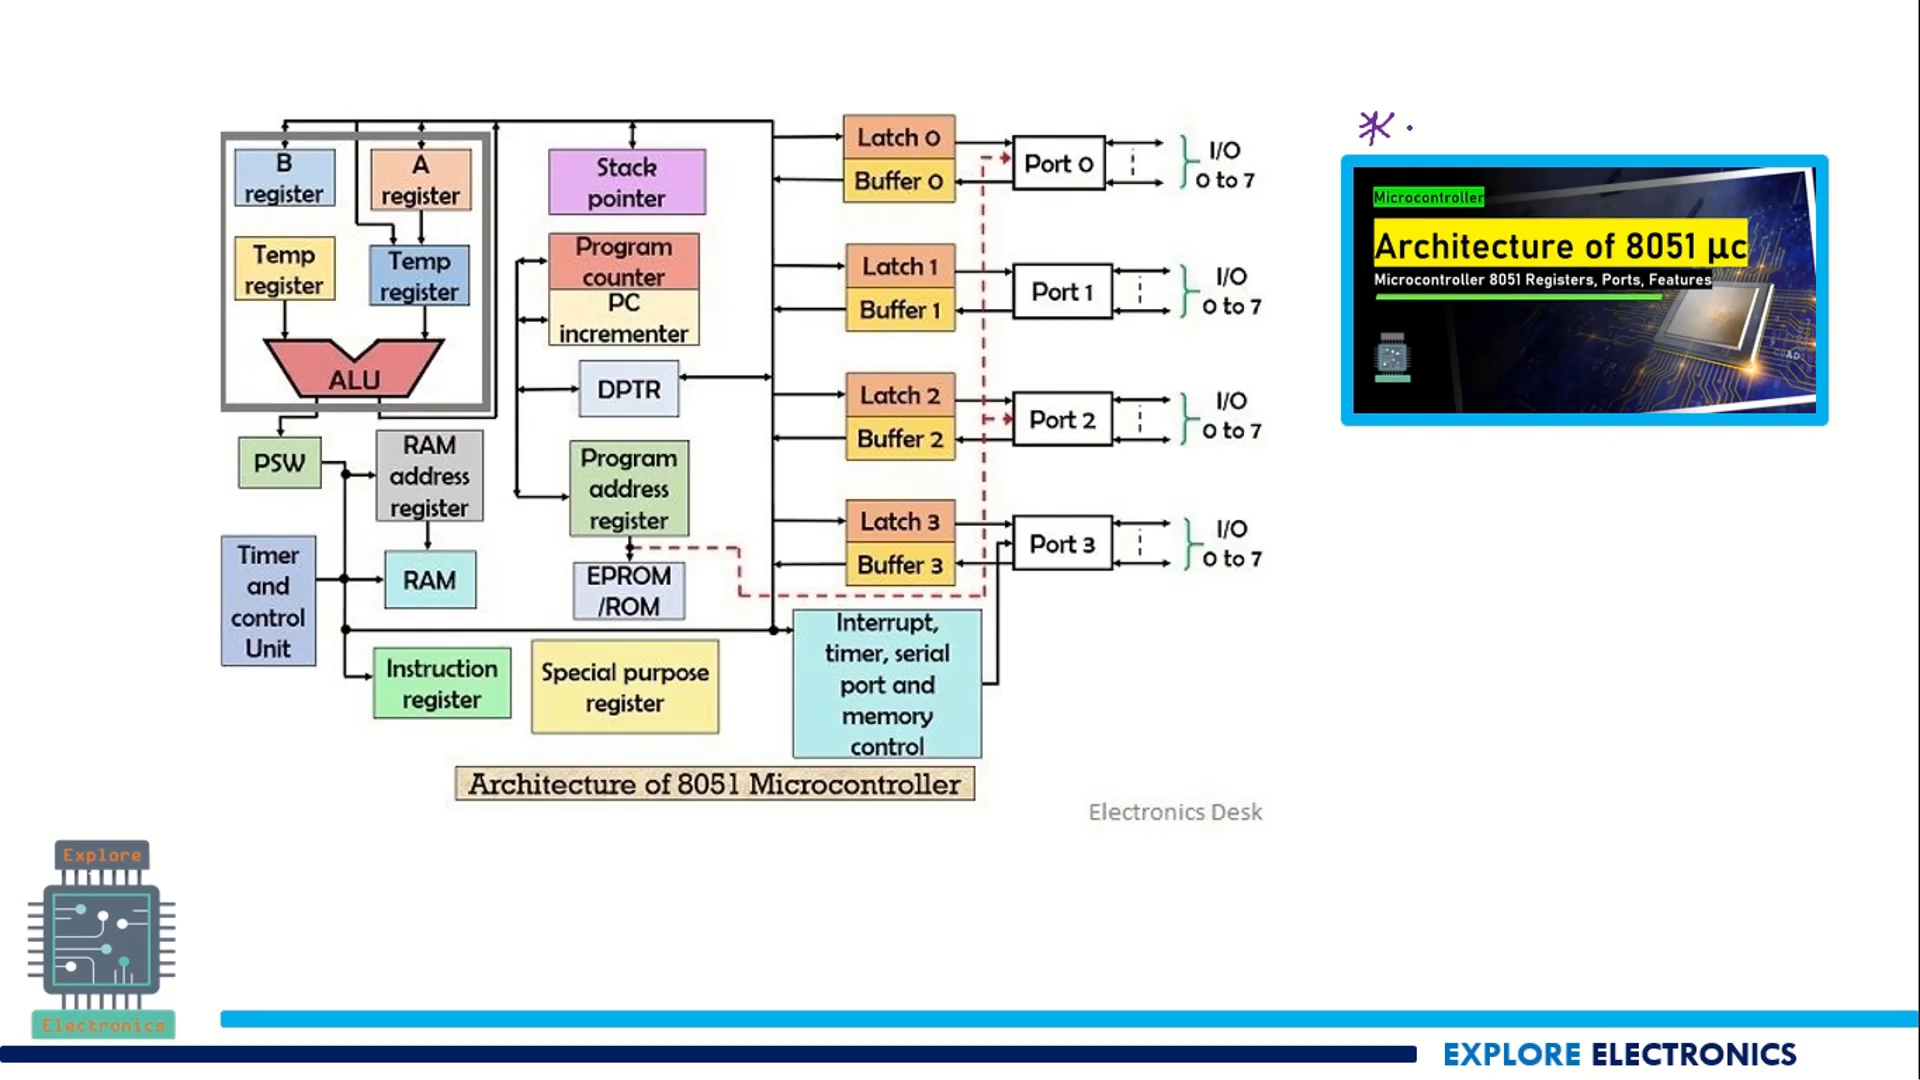 B
register
A
register
Temp
register
Temp
register
ALU
PSW
RAM
address
register
Timer
and
control
Unit
RAM
Instruction
register
Stack
pointer
Program
counter
PC
incrementer
DPTR
Program
address
register
EPROM
/ROM
Special purpose
register
Latch 0
Buffer 0
Port 0
I/O
0 to 7
Latch 1
Buffer 1
Port 1
I/O
0 to 7
Latch 2
Buffer 2
Port 2
I/O
0 to 7
Latch 3
Buffer 3
Port 3
I/O
0 to 7
Interrupt,
timer, serial
port and
memory
control
Architecture of 8051 Microcontroller
Electronics Desk
Microcontroller
Architecture of 8051 µc
Microcontroller 8051 Registers, Ports, Features
Explore
Electronics
EXPLORE ELECTRONICS